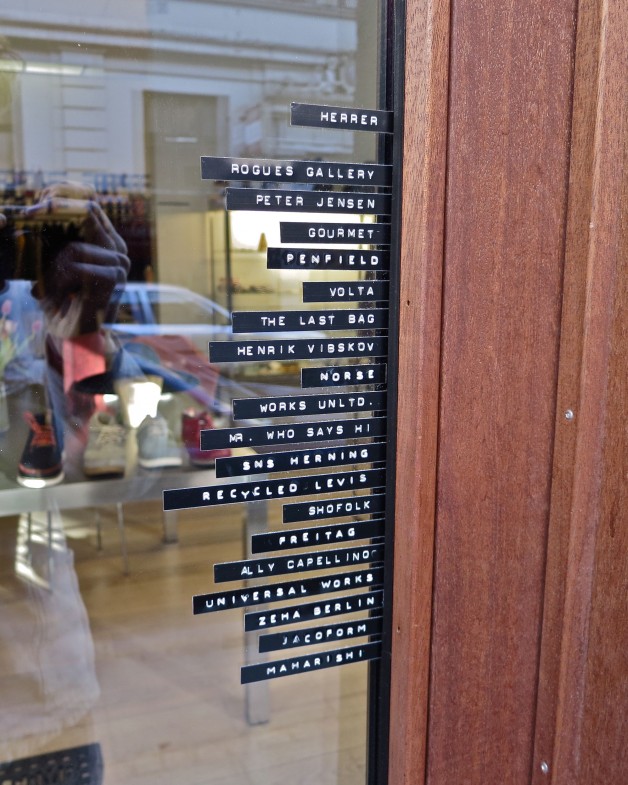 HERRER
ROGUES GALLERY
PETER JENSEN
GOURMET
PENFIELD
VOLTA
THE LAST BAG
HENRIK VIBSKOV
NORSE
WORKS UNLTD.
MR. WHO SAYS HI
SNS HERNING
RECYCLED LEVIS
SHOFOLK
FREITAG
ALLY CAPELLINO
UNIVERSAL WORKS
ZEHA BERLIN
JACOFORM
MAHARISHI